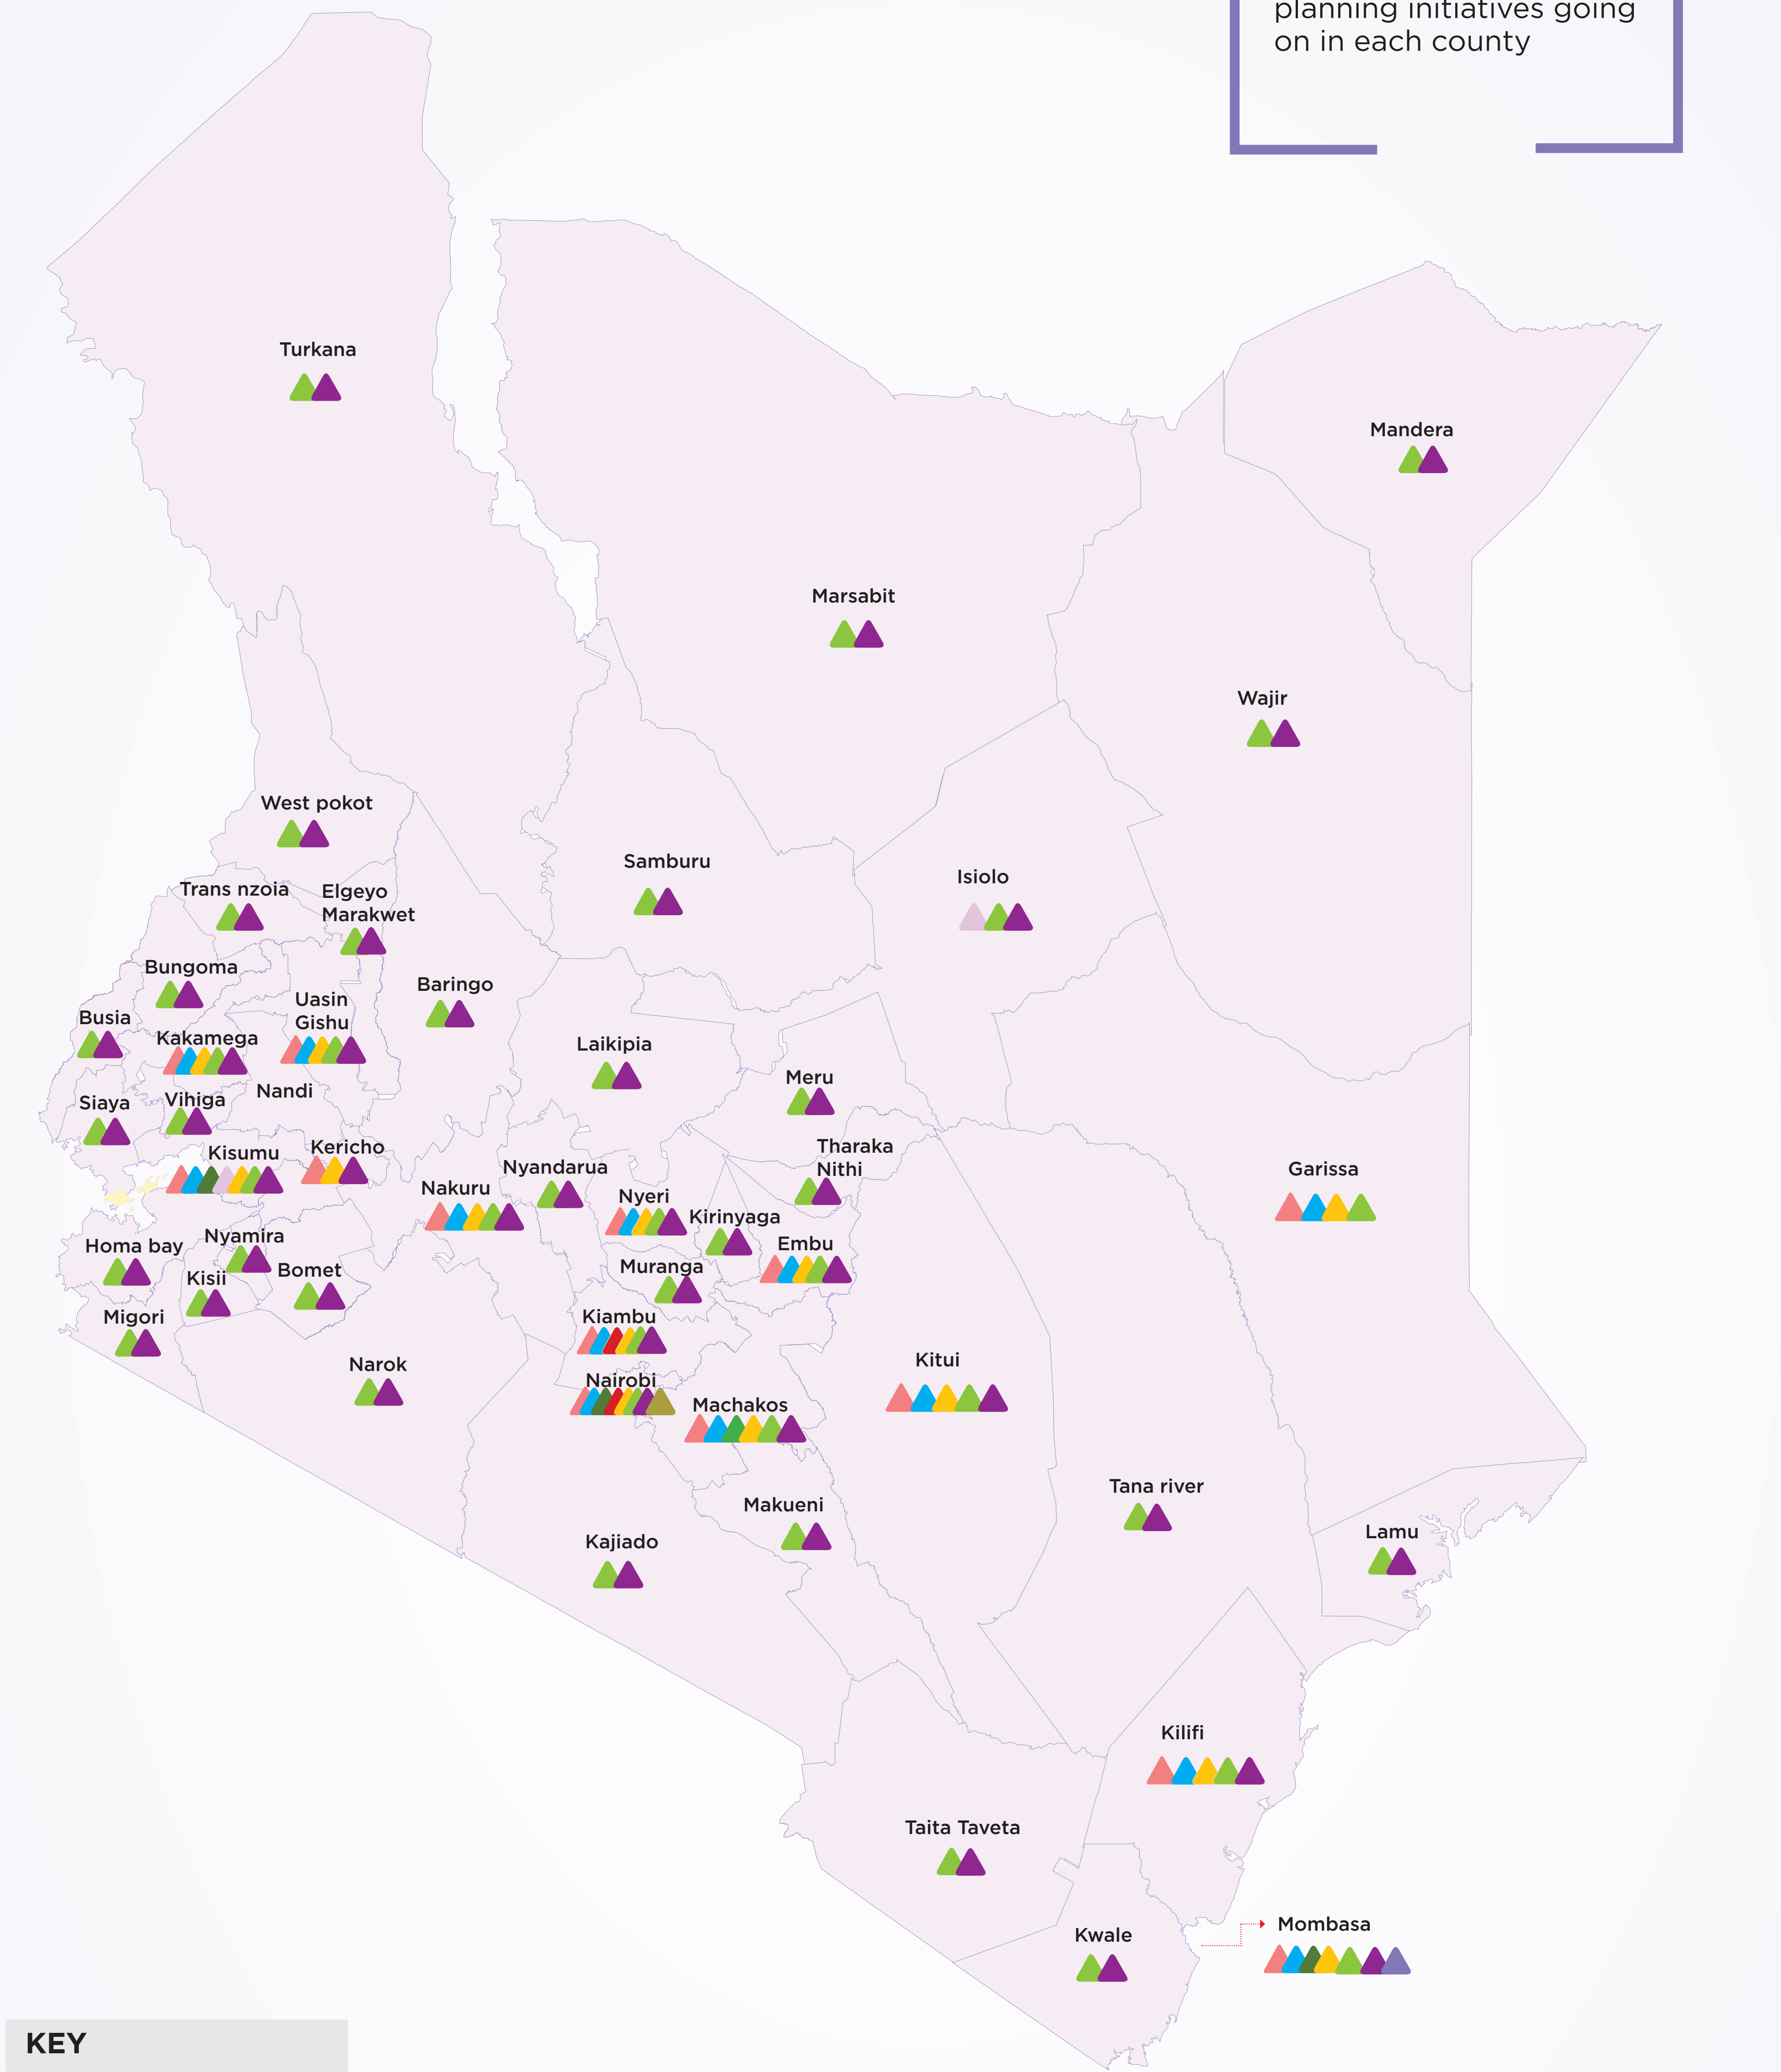 planning initiatives going
on in each county
Turkana
Mandera
Marsabit
Wajir
West pokot
Samburu
Isiolo
Trans nzoia
Elgeyo
Marakwet
Bungoma
Baringo
Uasin
Gishu
Busia
Kakamega
Laikipia
Meru
Nandi
Siaya
Vihiga
Kisumu
Kericho
Tharaka
Nithi
Nyandarua
Garissa
Nakuru
Nyeri
Kirinyaga
Nyamira
Homa bay
Embu
Muranga
Bomet
Kisii
Migori
Kiambu
Narok
Kitui
Nairobi
Machakos
Tana river
Makueni
Lamu
Kajiado
Kilifi
Taita Taveta
Mombasa
Kwale
KEY